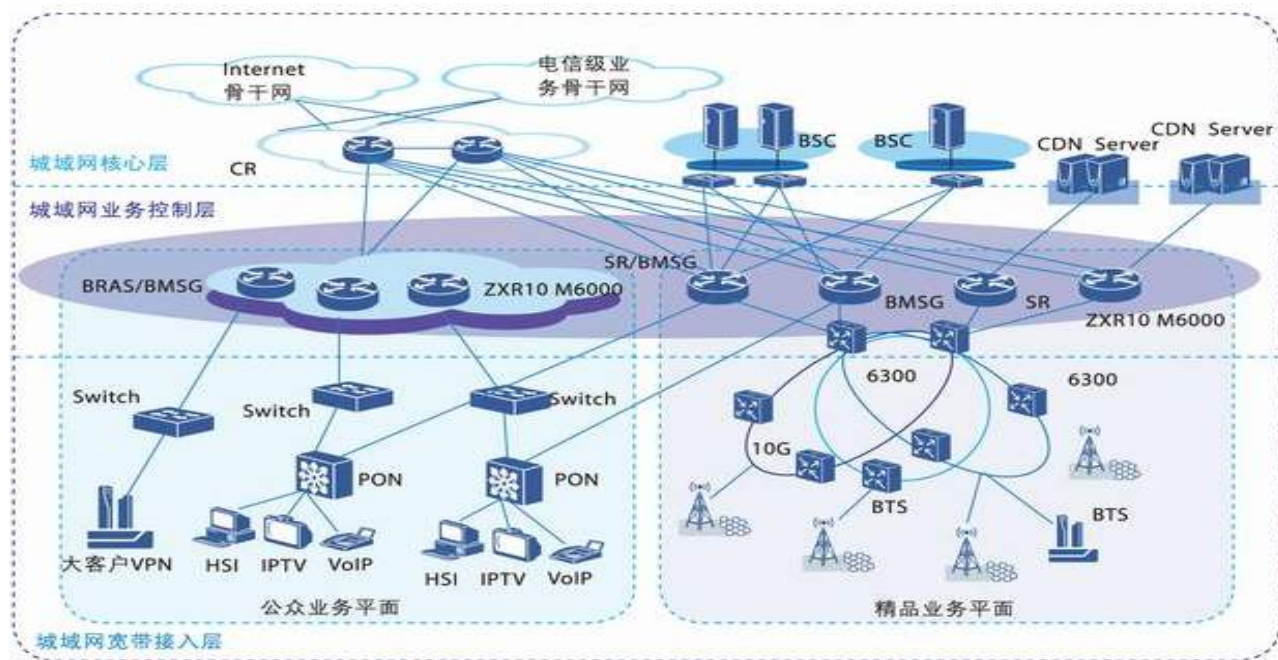 Internet
骨干网
电信级业
务骨干网
BSC
BSC
CDN Server
CDN Server
城域网核心层
CR
城域网业务控制层
BRAS/BMSG
ZXR10 M6000
SR/BMSG
BMSG
SR
ZXR10 M6000
6300
6300
Switch
Switch
Switch
10G
PON
PON
BTS
BTS
大客户VPN
HSI
IPTV
VoIP
HSI
IPTV
VoIP
公众业务平面
精品业务平面
城域网宽带接入层